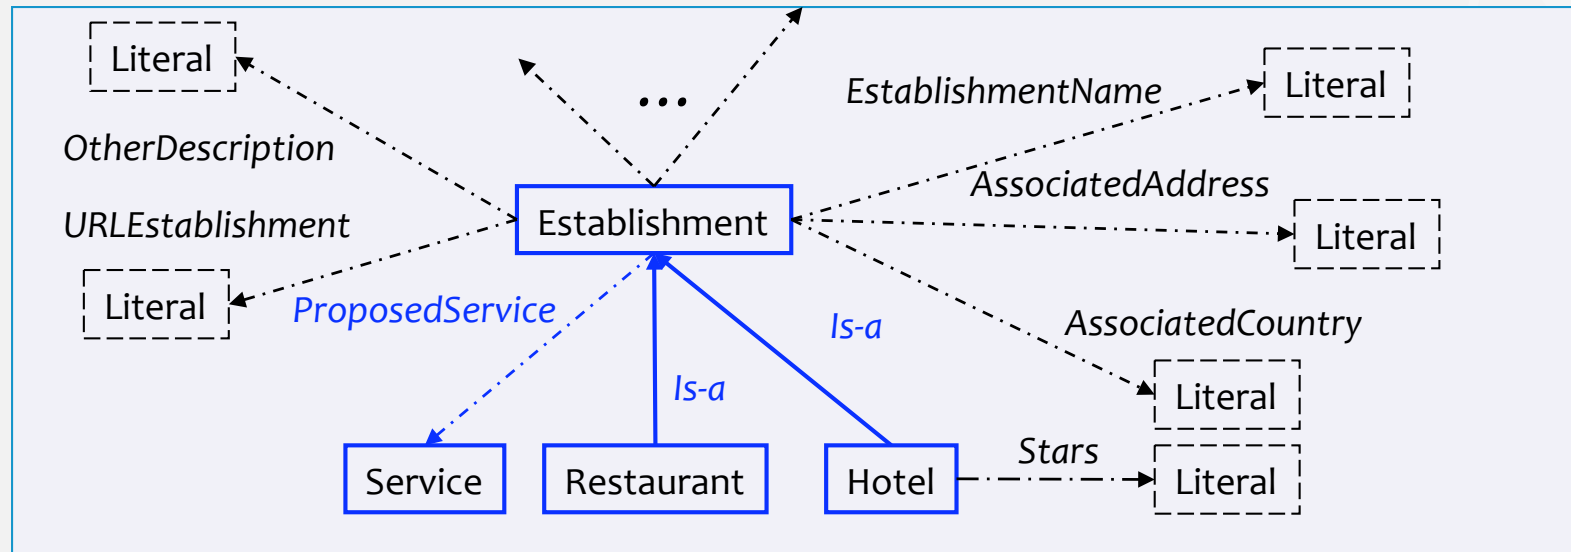 Literal
...
EstablishmentName
Literal
OtherDescription
AssociatedAddress
URLEstablishment
Establishment
Literal
Literal
ProposedService
Is-a
AssociatedCountry
Is-a
Literal
Stars
Service
Restaurant
Hotel
Literal